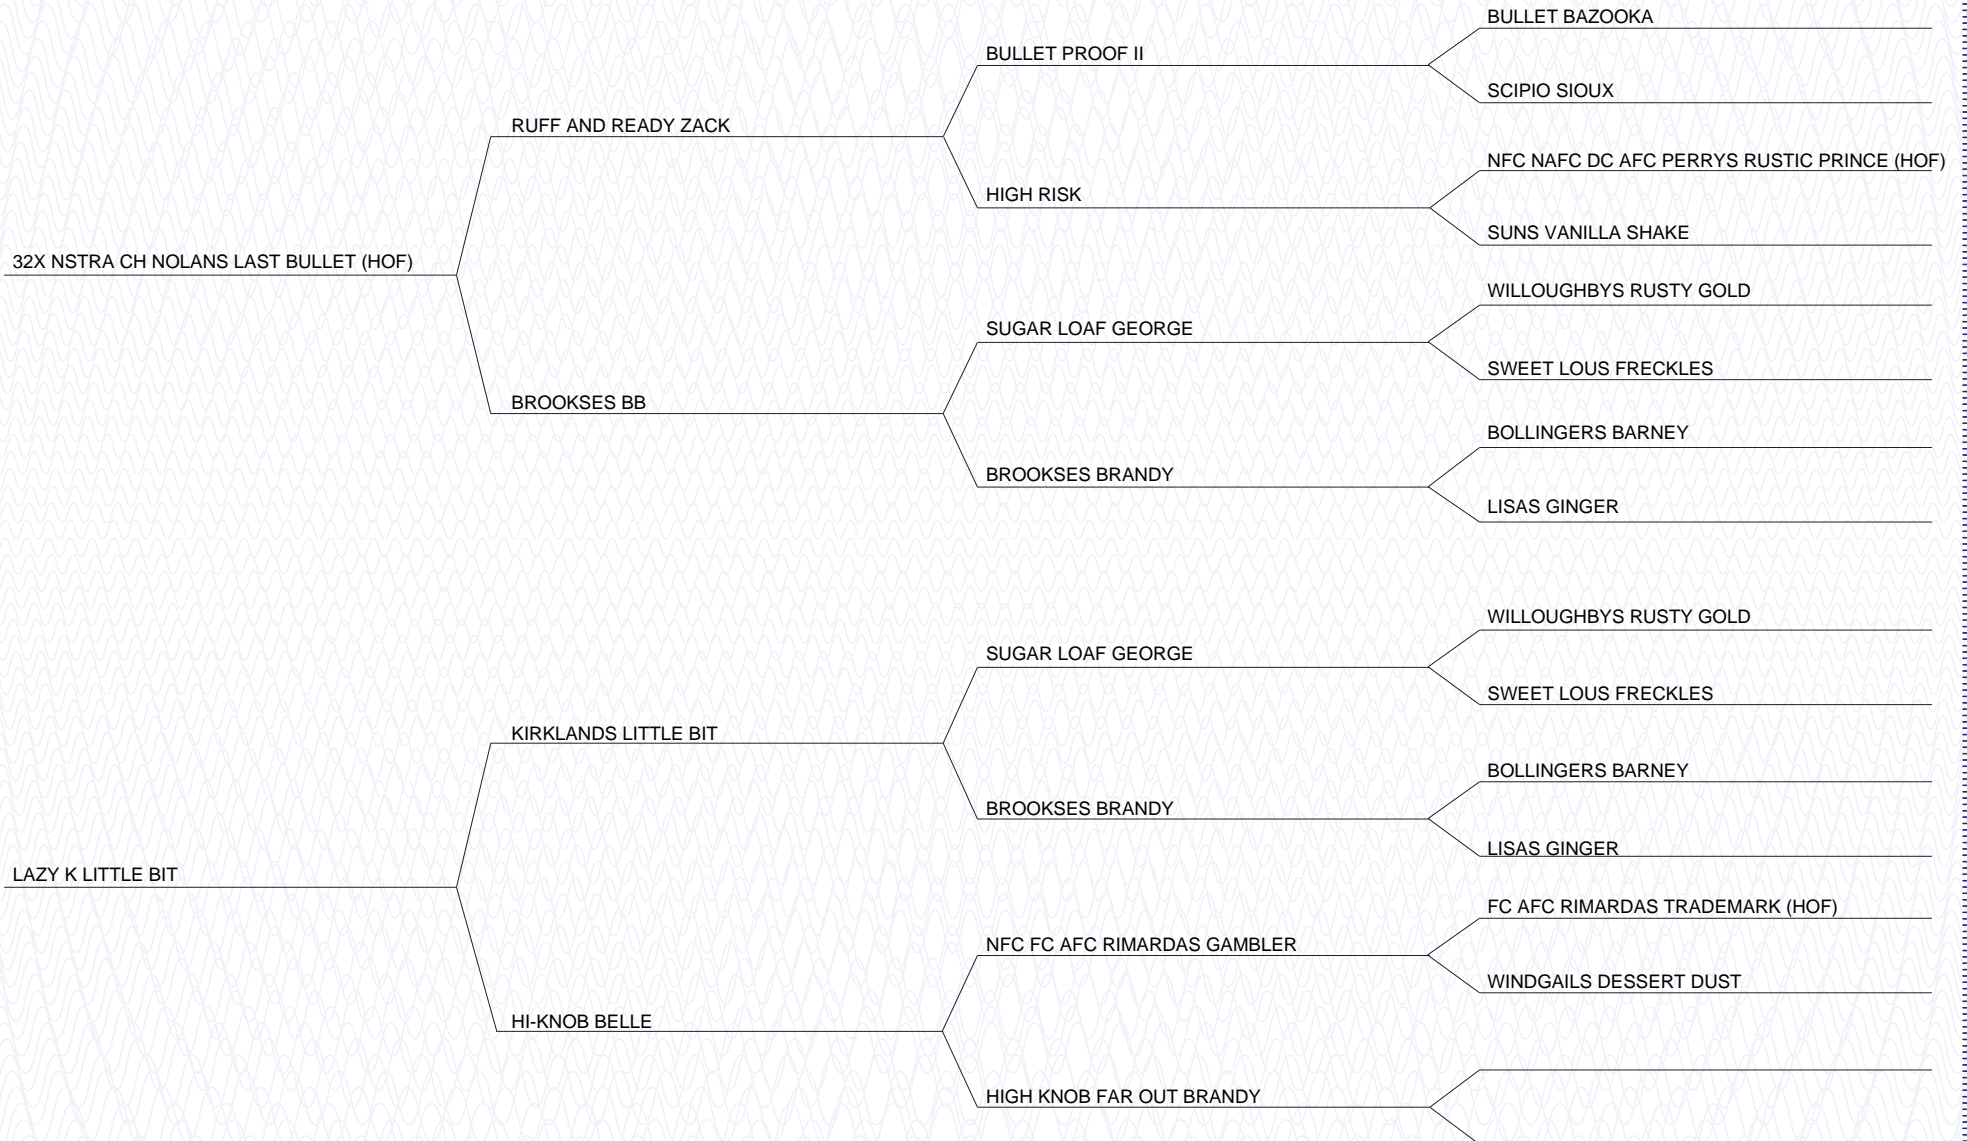 BULLET BAZOOKA
BULLET PROOF II
SCIPIO SIOUX
RUFF AND READY ZACK
NFC NAFC DC AFC PERRYS RUSTIC PRINCE (HOF)
HIGH RISK
SUNS VANILLA SHAKE
32X NSTRA CH NOLANS LAST BULLET (HOF)
WILLOUGHBYS RUSTY GOLD
SUGAR LOAF GEORGE
SWEET LOUS FRECKLES
BROOKSES BB
BOLLINGERS BARNEY
BROOKSES BRANDY
LISAS GINGER
WILLOUGHBYS RUSTY GOLD
SUGAR LOAF GEORGE
SWEET LOUS FRECKLES
KIRKLANDS LITTLE BIT
BOLLINGERS BARNEY
BROOKSES BRANDY
LISAS GINGER
LAZY K LITTLE BIT
FC AFC RIMARDAS TRADEMARK (HOF)
NFC FC AFC RIMARDAS GAMBLER
WINDGAILS DESSERT DUST
HI-KNOB BELLE
HIGH KNOB FAR OUT BRANDY